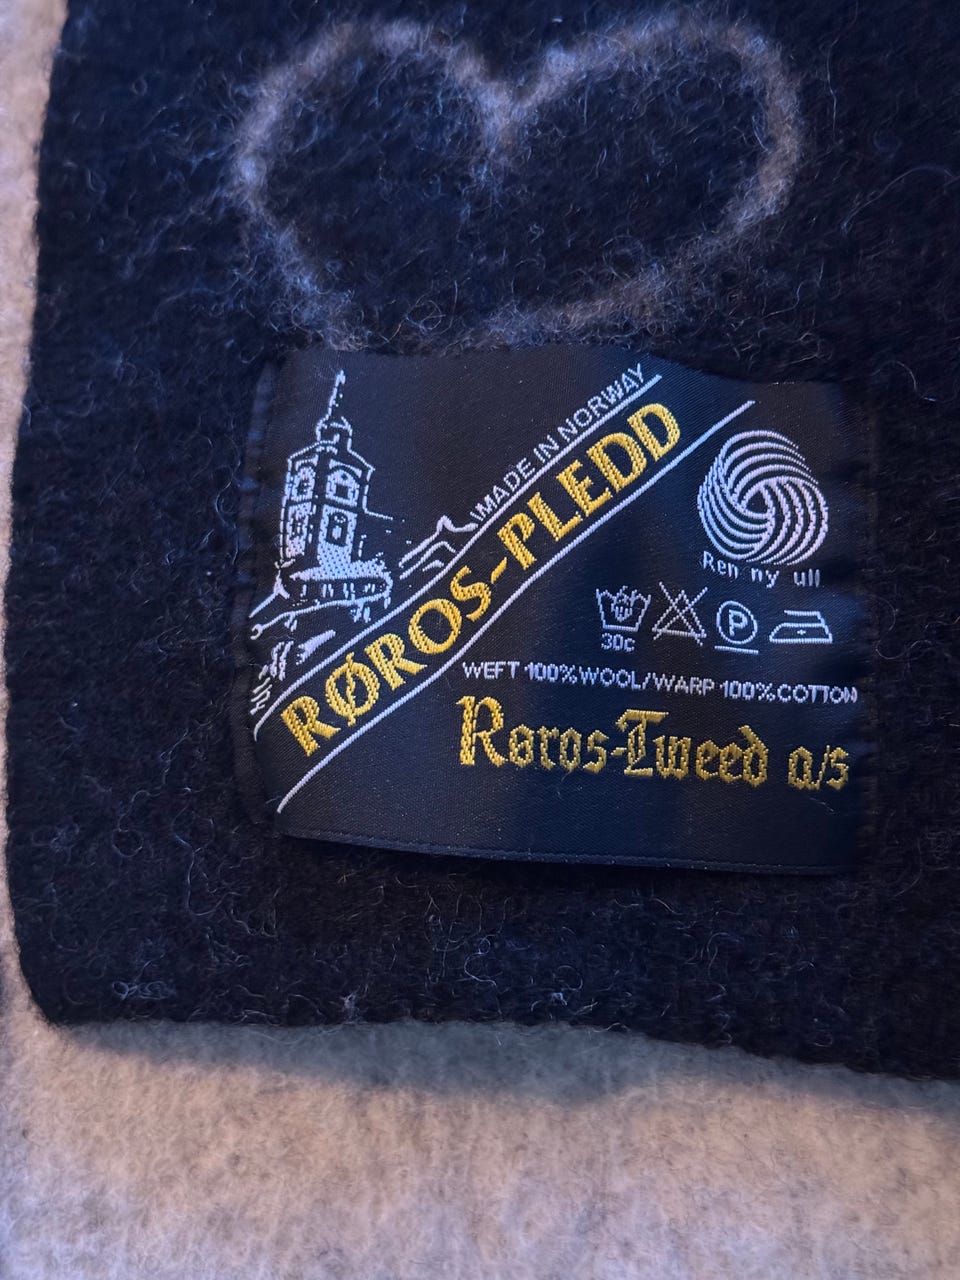 MADE IN NORWAY
RØROS-PLEDD
Ren ny ull
P
30c
WEFT 100% WOOL/WARP 100% COTTON
Røros-Tweed a/s